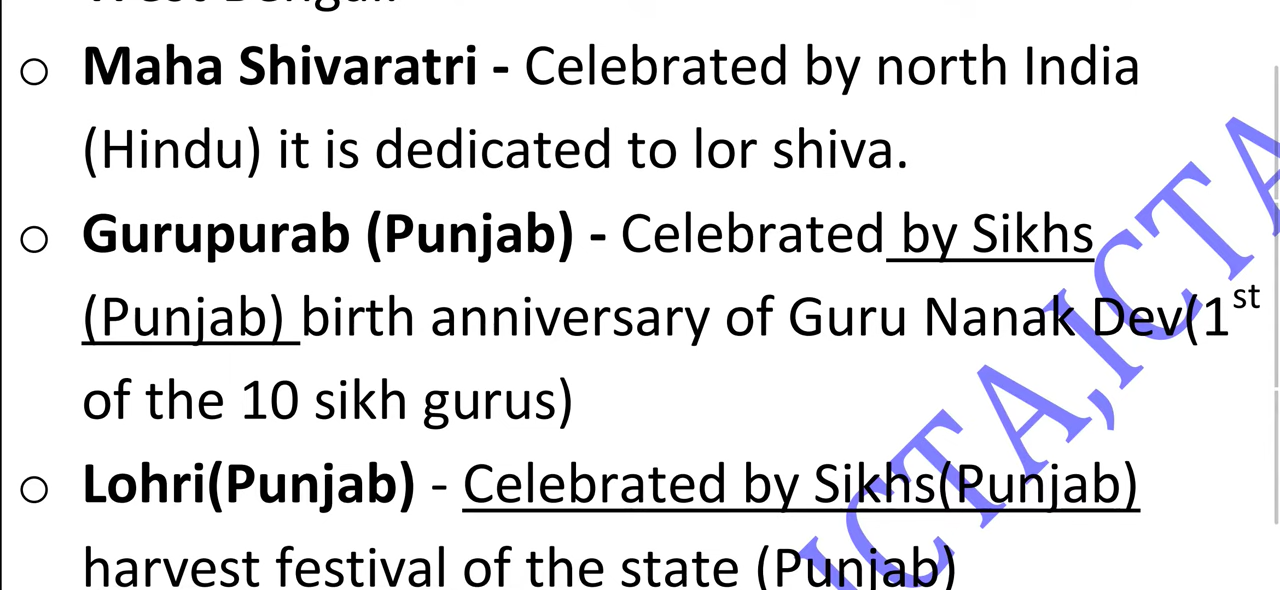 West Bengal.
○ Maha Shivaratri - Celebrated by north India
(Hindu) it is dedicated to lor shiva.
○ Gurupurab (Punjab) - Celebrated by Sikhs
(Punjab) birth anniversary of Guru Nanak Dev(1st
of the 10 sikh gurus)
○ Lohri(Punjab) - Celebrated by Sikhs(Punjab)
harvest festival of the state (Punjab)
ICTA,ICTA